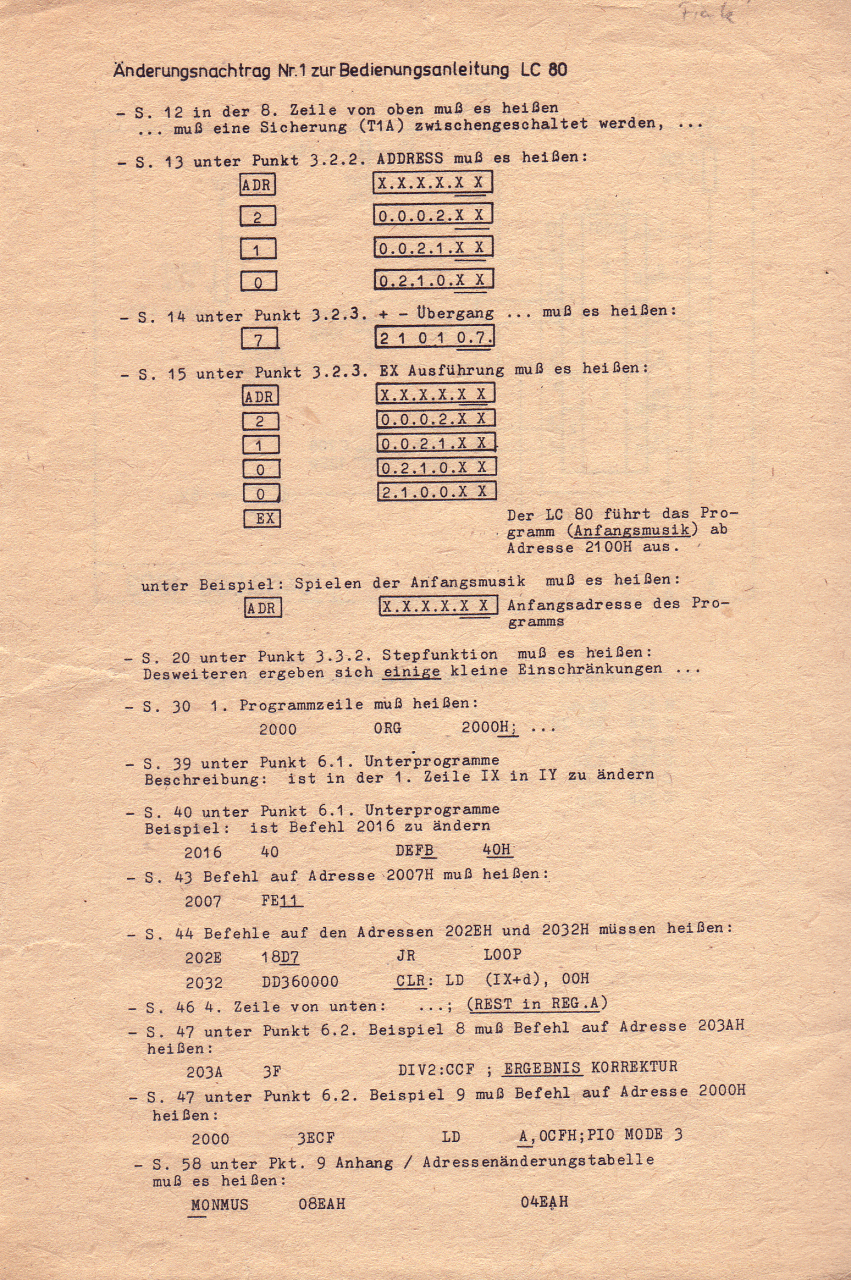 Änderungsnachtrag Nr.1 zur Bedienungsanleitung LC 80
- S. 12 in der 8. Zeile von oben muß es heißen
... muß eine Sicherung (T1A) zwischengeschaltet werden, ...
- S. 13 unter Punkt 3.2.2. ADDRESS muß es heißen:
ADR X.X.X.X.X X
2 0.0.0.2.X X
1 0.0.2.1.X X
0 0.2.1.0.X X
- S. 14 unter Punkt 3.2.3. + - Übergang ... muß es heißen:
7 2 1 0 1 0.7.
- S. 15 unter Punkt 3.2.3. EX Ausführung muß es heißen:
ADR X.X.X.X.X X
2 0.0.0.2.X X
1 0.0.2.1.X X
0 0.2.1.0.X X
0 2.1.0.0.X X
EX Der LC 80 führt das Pro-
gramm (Anfangsmusik) ab
Adresse 2100H aus.
unter Beispiel: Spielen der Anfangsmusik muß es heißen:
ADR X.X.X.X.X X Anfangsadresse des Pro-
gramms
- S. 20 unter Punkt 3.3.2. Stepfunktion muß es heißen:
Desweiteren ergeben sich einige kleine Einschränkungen ...
- S. 30 1. Programmzeile muß heißen:
2000 ORG 2000H; ...
- S. 39 unter Punkt 6.1. Unterprogramme
Beschreibung: ist in der 1. Zeile IX in IY zu ändern
- S. 40 unter Punkt 6.1. Unterprogramme
Beispiel: ist Befehl 2016 zu ändern
2016 40 DEFB 40H
- S. 43 Befehl auf Adresse 2007H muß heißen:
2007 FE11
- S. 44 Befehle auf den Adressen 202EH und 2032H müssen heißen:
202E 18D7 JR LOOP
2032 DD360000 CLR: LD (IX+d), 00H
- S. 46 4. Zeile von unten: ...; (REST in REG.A)
- S. 47 unter Punkt 6.2. Beispiel 8 muß Befehl auf Adresse 203AH
heißen:
203A 3F DIV2:CCF ; ERGEBNIS KORREKTUR
- S. 47 unter Punkt 6.2. Beispiel 9 muß Befehl auf Adresse 2000H
heißen:
2000 3ECF LD A,0CFH;PIO MODE 3
- S. 58 unter Pkt. 9 Anhang / Adressenänderungstabelle
muß es heißen:
MONMUS 08EAH 04EAH